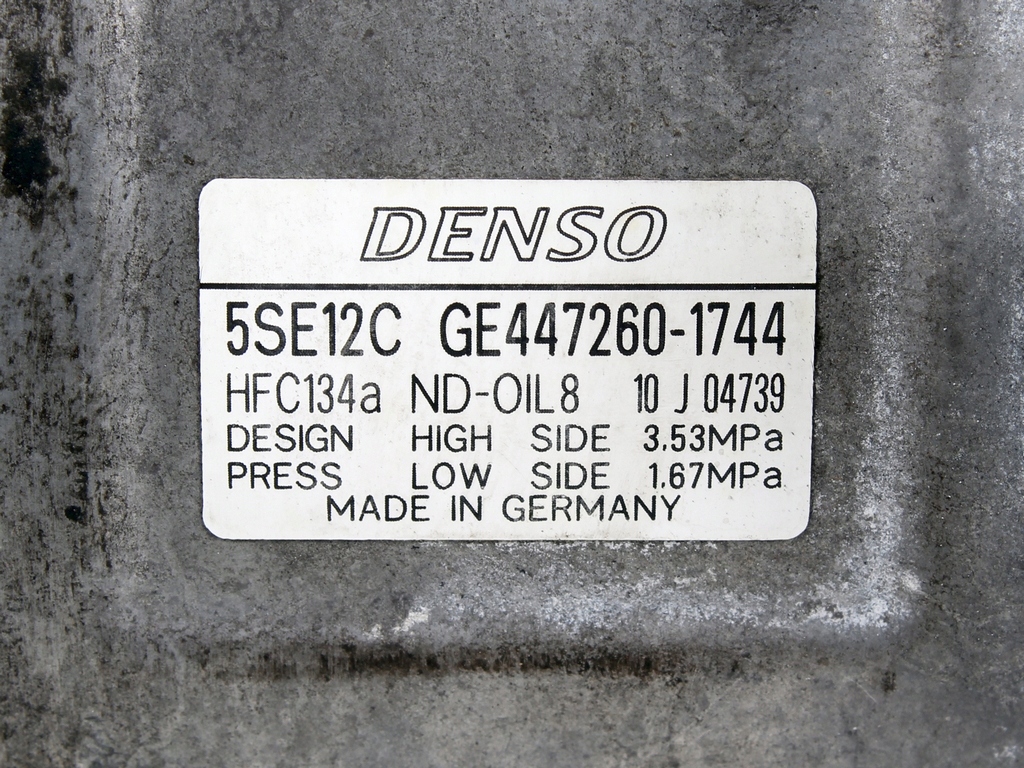 DENSO
5SE12C GE447260-1744
HFC134a ND-OIL8 10 J 04739
DESIGN HIGH SIDE 3.53MPa
PRESS LOW SIDE 1.67MPa
MADE IN GERMANY